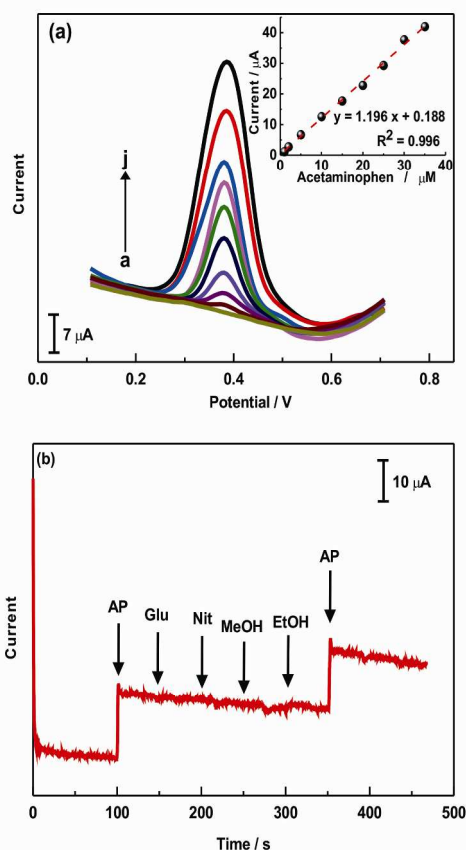 (a)
j
a
7 μA
Current
0.0 0.2 0.4 0.6 0.8
Potential / V
Current / μA
40
30
20
10
0
y = 1.196 x + 0.188
R² = 0.996
0 10 20 30 40
Acetaminophen / μM
(b)
10 μA
AP
Glu
Nit
MeOH
EtOH
AP
Current
0 100 200 300 400 500
Time / s